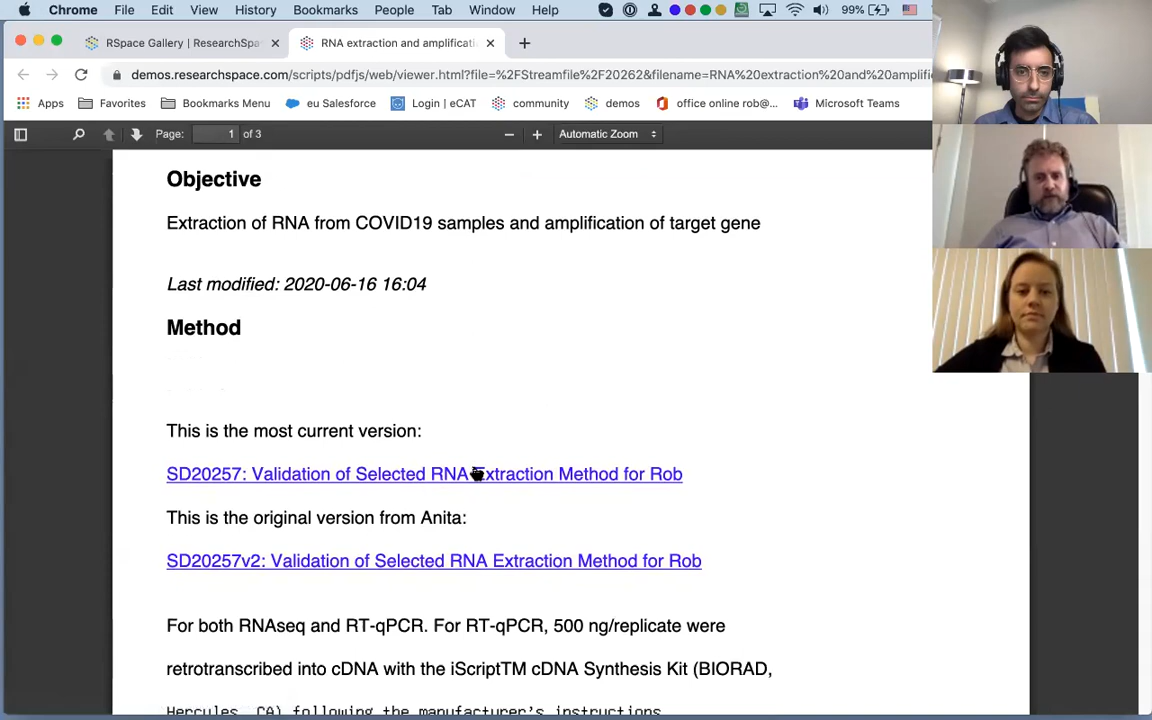 Chrome File Edit View History Bookmarks People Tab Window Help 99%
RSpace Gallery | ResearchSpa RNA extraction and amplificati
demos.researchspace.com/scripts/pdfjs/web/viewer.html?file=%2FStreamfile%2F20262&filename=RNA%20extraction%20and%20amplifi
Apps Favorites Bookmarks Menu eu Salesforce Login | eCAT community demos office online rob@... Microsoft Teams
Page: 1 of 3 Automatic Zoom
Objective
Extraction of RNA from COVID19 samples and amplification of target gene
Last modified: 2020-06-16 16:04
Method
This is the most current version:
SD20257: Validation of Selected RNA Extraction Method for Rob
This is the original version from Anita:
SD20257v2: Validation of Selected RNA Extraction Method for Rob
For both RNAseq and RT-qPCR. For RT-qPCR, 500 ng/replicate were
retrotranscribed into cDNA with the iScriptTM cDNA Synthesis Kit (BIORAD,
Hercules, CA) following the manufacturer's instructions